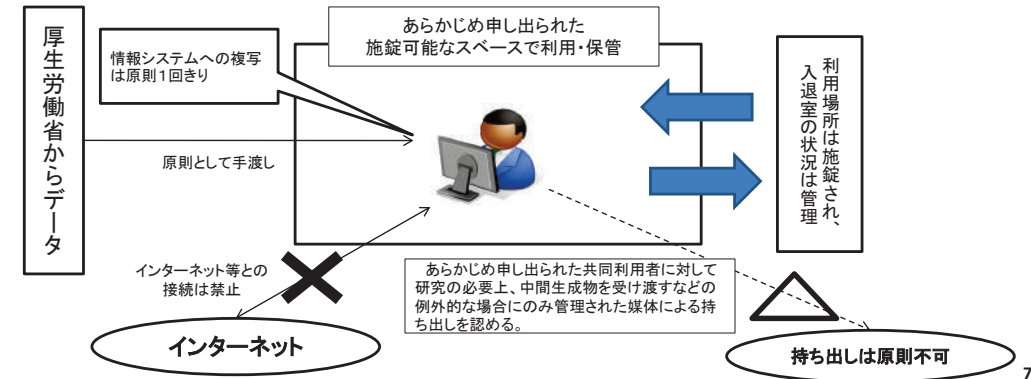 厚生労働省からデータ
情報システムへの複写
は原則１回きり
あらかじめ申し出られた
施錠可能なスペースで利用・保管
利用場所は施錠され、
入退室の状況は管理
原則として手渡し
インターネット等との
接続は禁止
あらかじめ申し出られた共同利用者に対して
研究の必要上、中間生成物を受け渡すなどの
例外的な場合にのみ管理された媒体による持
ち出しを認める。
インターネット
持ち出しは原則不可
7